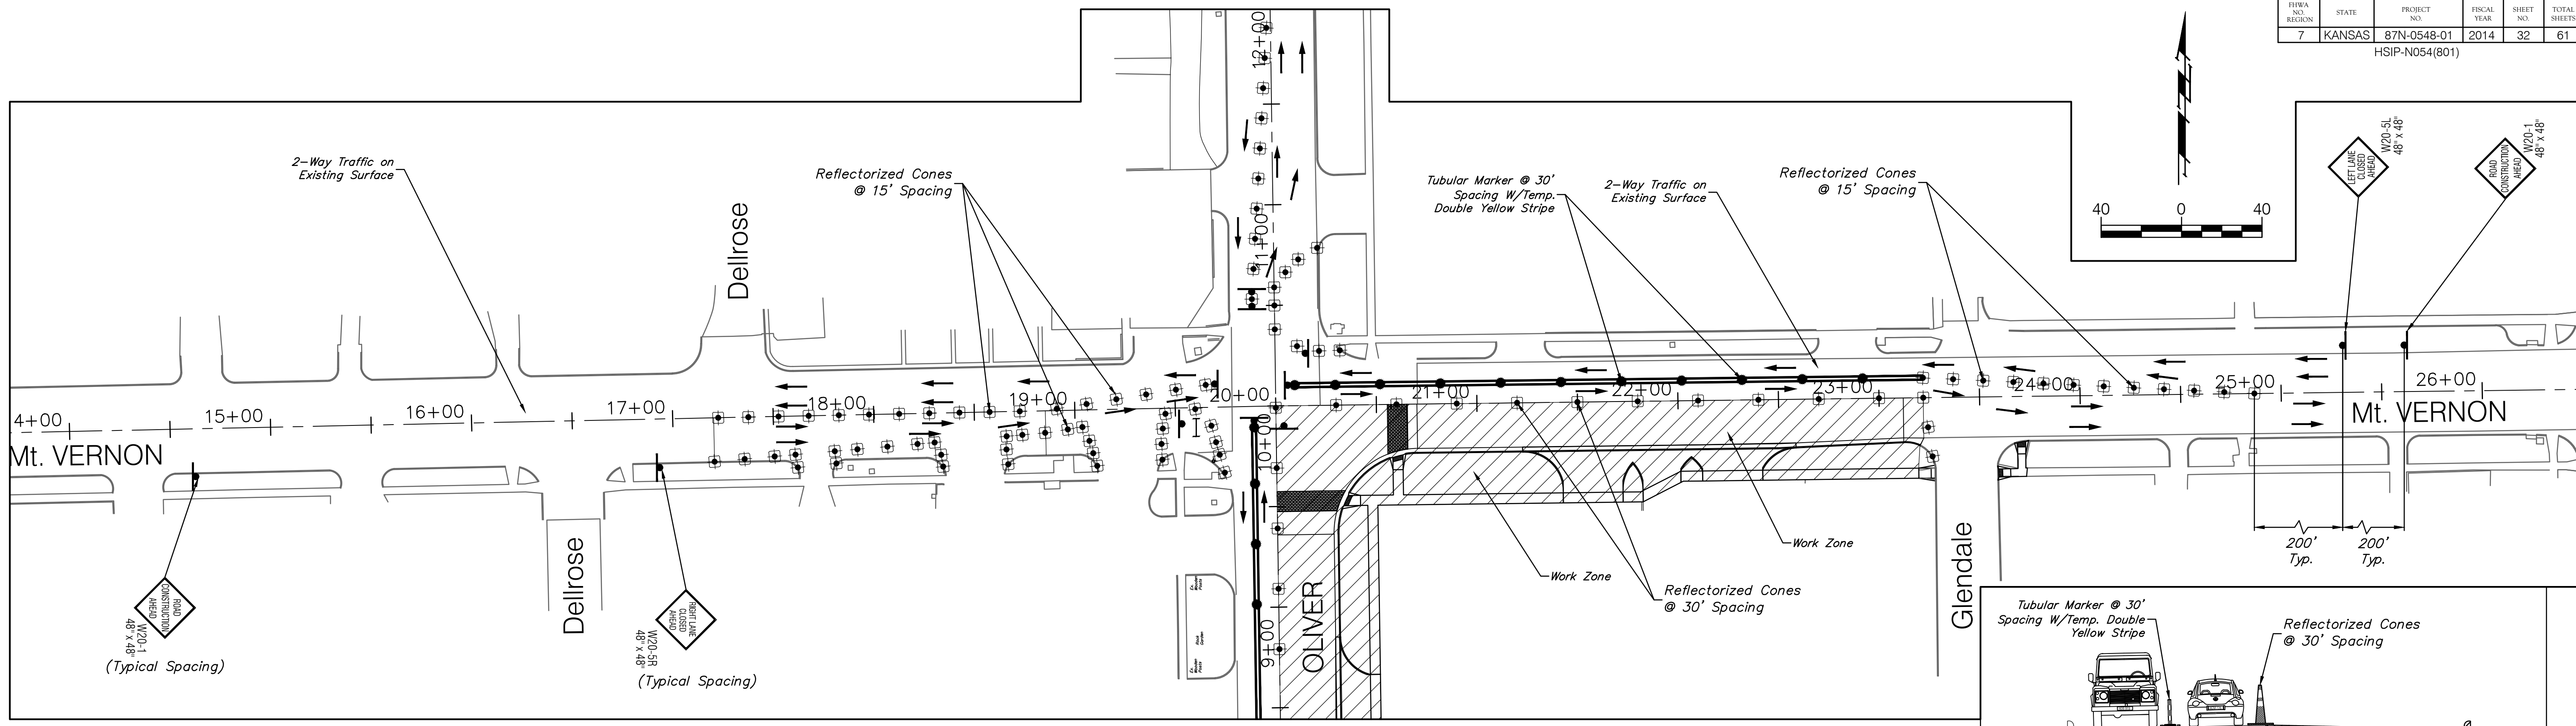 FHWA NO. REGION
STATE
PROJECT NO.
FISCAL YEAR
SHEET NO.
TOTAL SHEETS
7 KANSAS 87N-0548-01 2014 32 61
HSIP-N054(801)
12+00
2-Way Traffic on
Existing Surface
Reflectorized Cones
@ 15' Spacing
Tubular Marker @ 30'
Spacing W/Temp.
Double Yellow Stripe
2-Way Traffic on
Existing Surface
Reflectorized Cones
@ 15' Spacing
N
40 0 40
LEFT LANE
CLOSED
AHEAD
W20-5L
48" x 48"
ROAD
CONSTRUCTION
AHEAD
W20-1
48" x 48"
Dellrose
11+00
4+00
15+00
16+00
17+00
18+00
19+00
20+00
21+00
22+00
23+00
24+00
25+00
26+00
Mt. VERNON
Mt. VERNON
10+00
Dellrose
OLIVER
9+00
Glendale
Work Zone
Work Zone
Reflectorized Cones
@ 30' Spacing
200'
Typ.
200'
Typ.
ROAD
CONSTRUCTION
AHEAD
W20-1
48" x 48"
(Typical Spacing)
RIGHT LANE
CLOSED
AHEAD
W20-5R
48" x 48"
(Typical Spacing)
Tubular Marker @ 30'
Spacing W/Temp. Double
Yellow Stripe
Reflectorized Cones
@ 30' Spacing